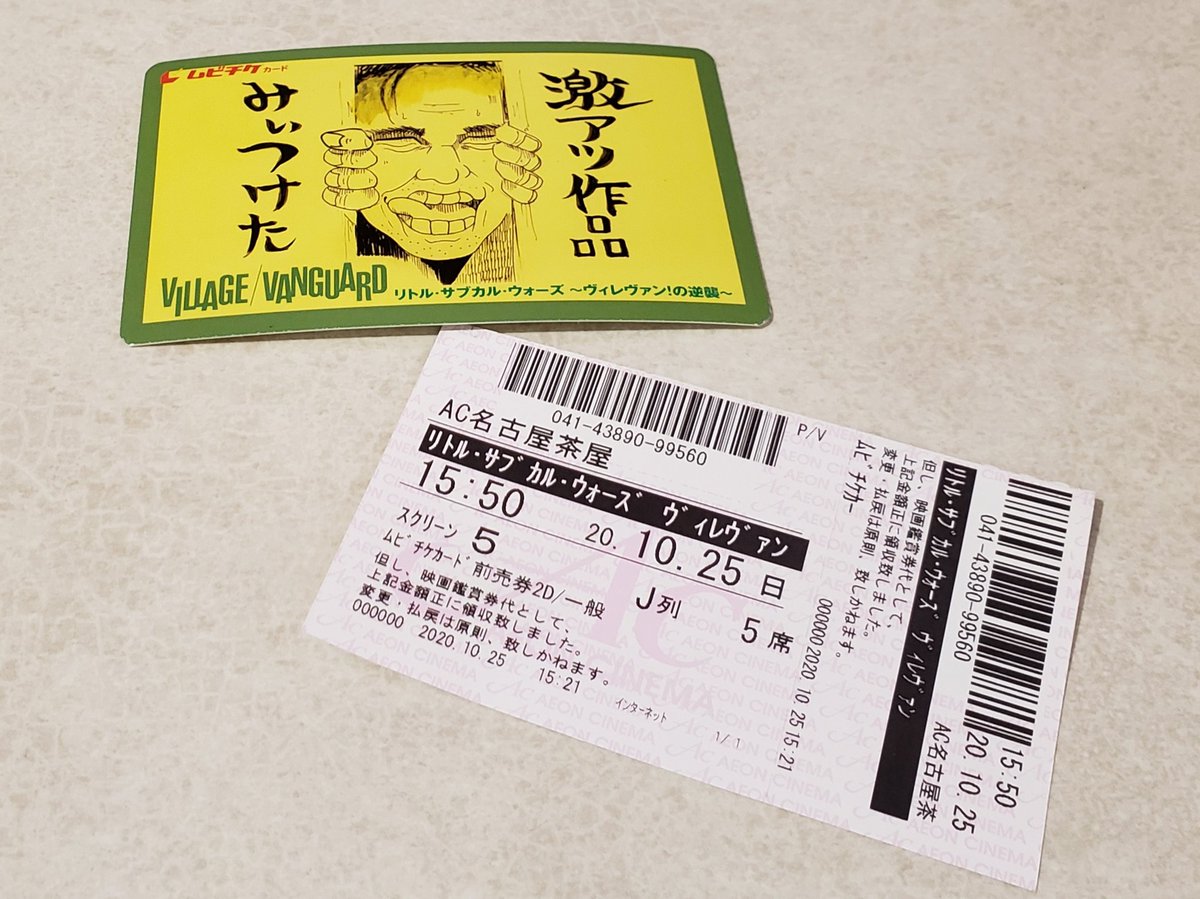 ムビチケカード
激アツ作品
みぃつけた
VILLAGE/VANGUARD
リトル・サブカル・ウォーズ ～ヴィレヴァン!の逆襲～
041-43890-99560
P/V
AC名古屋茶屋
リトル・サブカル・ウォーズ ヴィレヴァン
15:50 20.10.25日
スクリーン 5 J列 5席
ムビチケカード前売券2D/一般
但し、映画鑑賞券代として、
上記金額正に領収致しました。
変更・払戻は原則、致しかねます。
000000 2020.10.25 15:21
インターネット
1/1
041-43890-99560
15:50
20.10.25
AC名古屋茶
リトル・サブカル・ウォーズ ヴィレヴァン
但し、映画鑑賞券代として、
上記金額正に領収致しました。
変更・払戻は原則、致しかねます。
ムビチケカー
000000 2020.10.25 15:21
AEON CINEMA